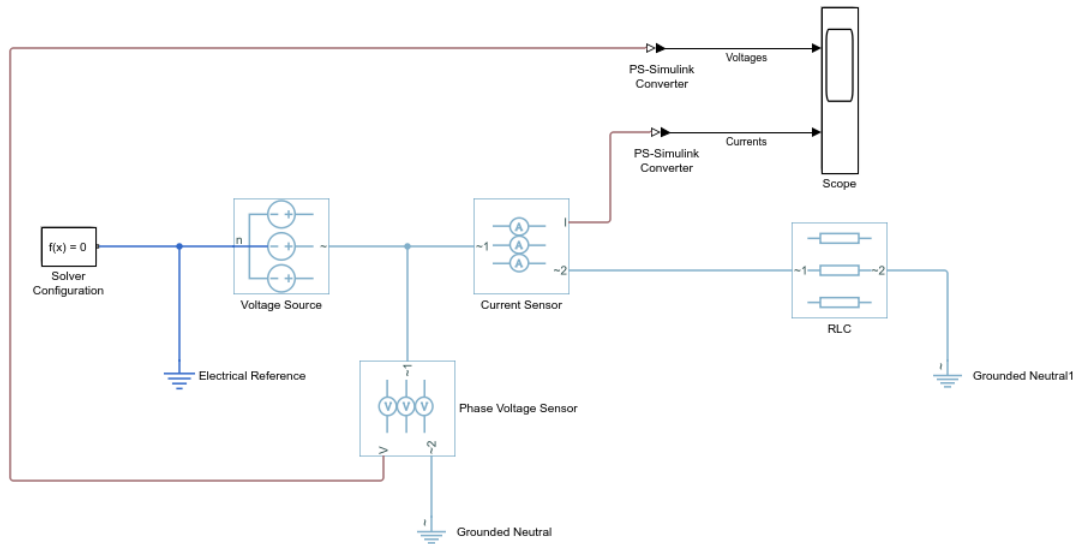 Voltages
PS-Simulink
Converter
Currents
PS-Simulink
Converter
Scope
n
~
~1
I
~2
f(x) = 0
~1
~2
Solver
Configuration
Voltage Source
Current Sensor
RLC
Electrical Reference
~1
~
Grounded Neutral1
V V V
Phase Voltage Sensor
V
~2
~
Grounded Neutral
A
A
A